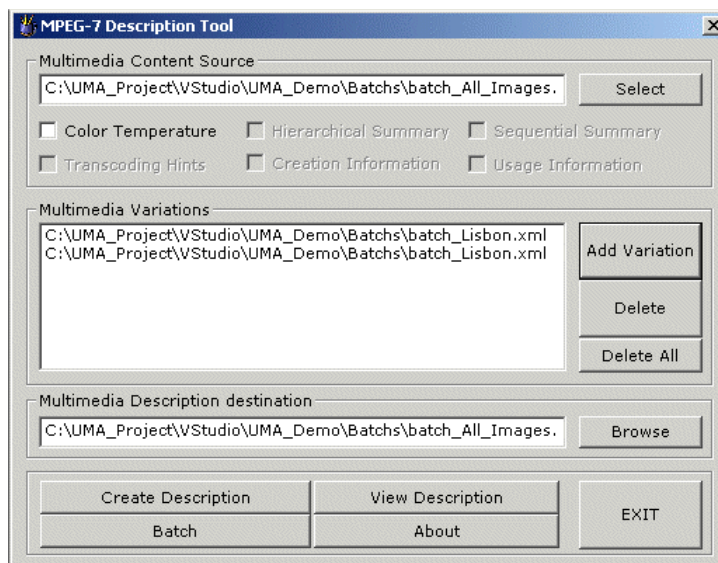 MPEG-7 Description Tool
Multimedia Content Source
C:\UMA_Project\VStudio\UMA_Demo\Batchs\batch_All_Images.
Select
Color Temperature
Hierarchical Summary
Sequential Summary
Transcoding Hints
Creation Information
Usage Information
Multimedia Variations
C:\UMA_Project\VStudio\UMA_Demo\Batchs\batch_Lisbon.xml
C:\UMA_Project\VStudio\UMA_Demo\Batchs\batch_Lisbon.xml
Add Variation
Delete
Delete All
Multimedia Description destination
C:\UMA_Project\VStudio\UMA_Demo\Batchs\batch_All_Images.
Browse
Create Description
View Description
Batch
About
EXIT